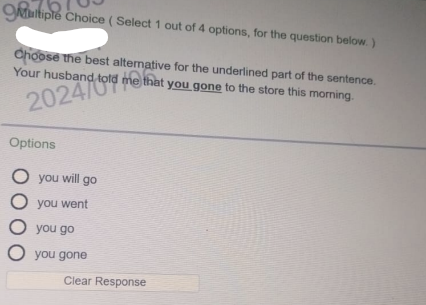 Multiple Choice ( Select 1 out of 4 options, for the question below. )
Choose the best alternative for the underlined part of the sentence.
Your husband told me that you gone to the store this morning.
Options
you will go
you went
you go
you gone
Clear Response